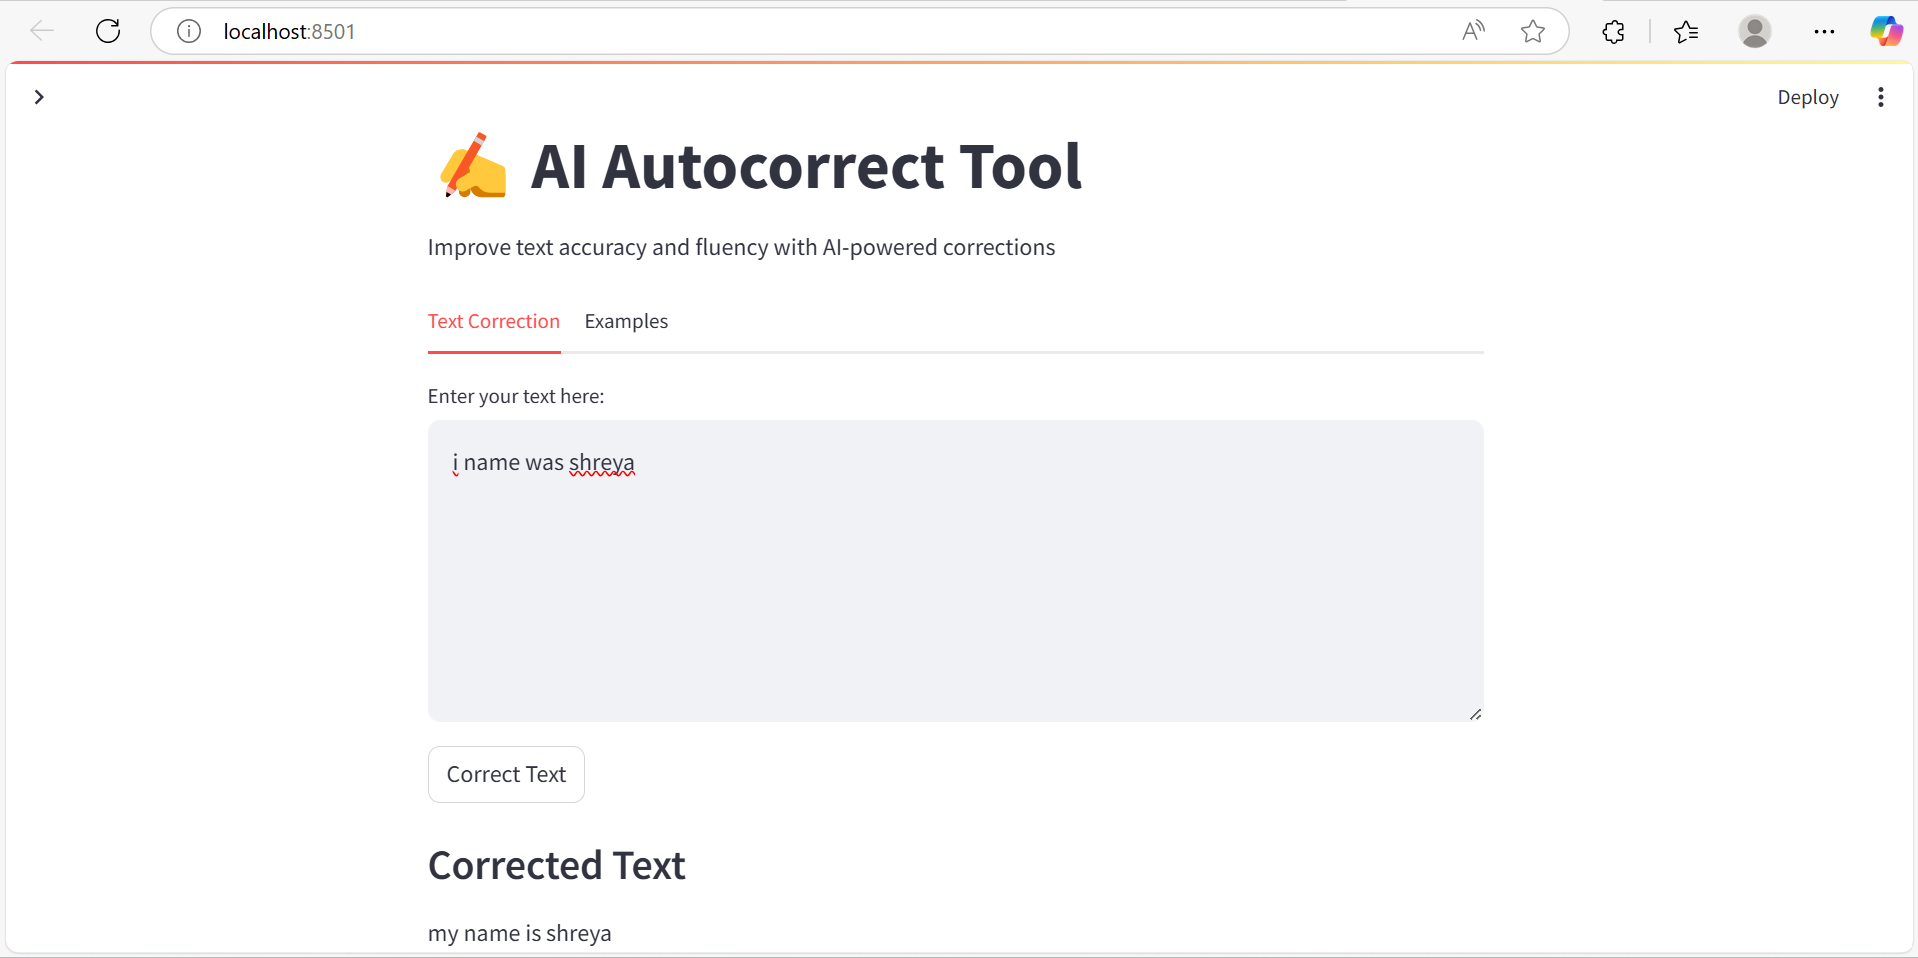 localhost:8501
Deploy
AI Autocorrect Tool
Improve text accuracy and fluency with AI-powered corrections
Text Correction Examples
Enter your text here:
i name was shreya
Correct Text
Corrected Text
my name is shreya